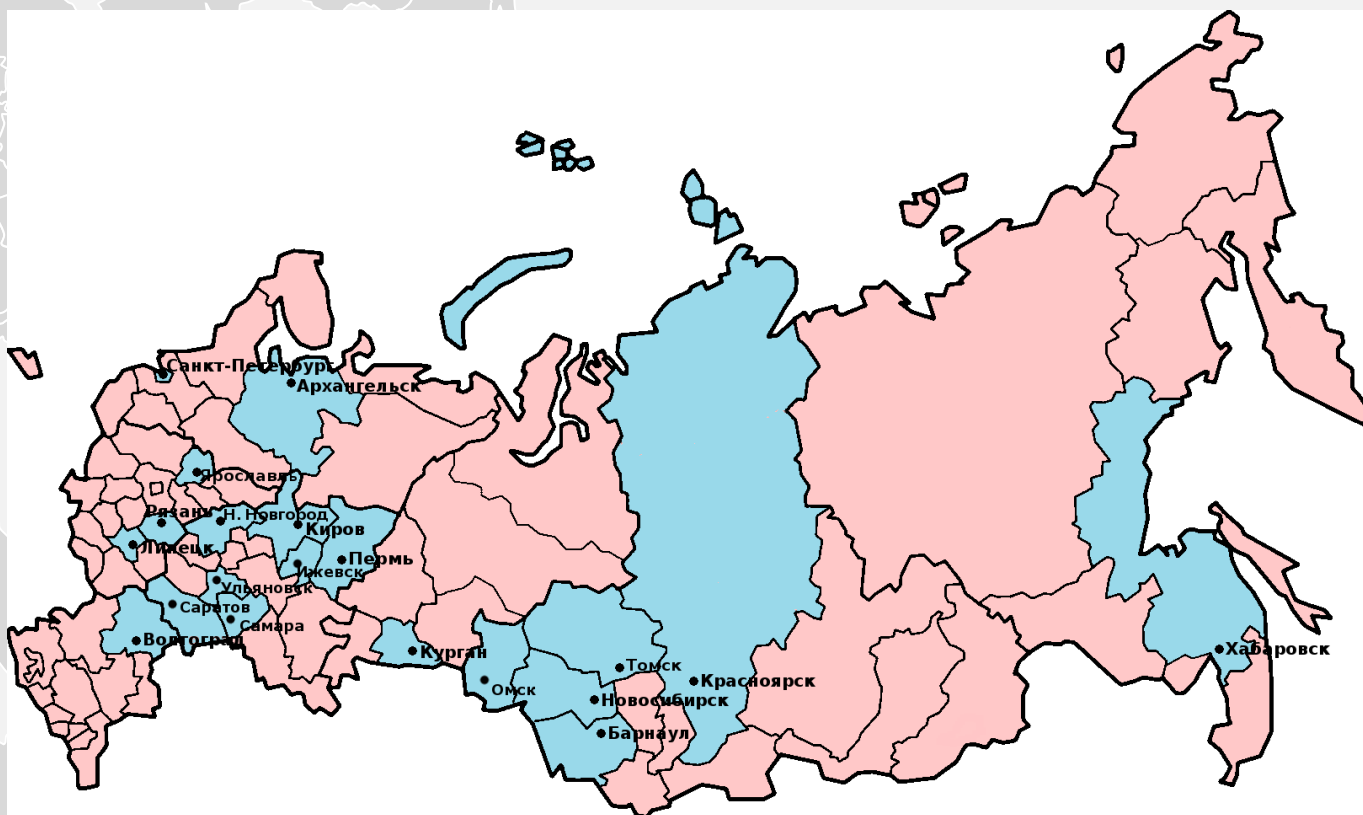 Санкт-Петербург
Архангельск
Ярославль
Рязань
Н. Новгород
Киров
Липецк
Пермь
Ижевск
Ульяновск
Саратов
Самара
Волгоград
Курган
Хабаровск
Томск
Омск
Красноярск
Новосибирск
Барнаул